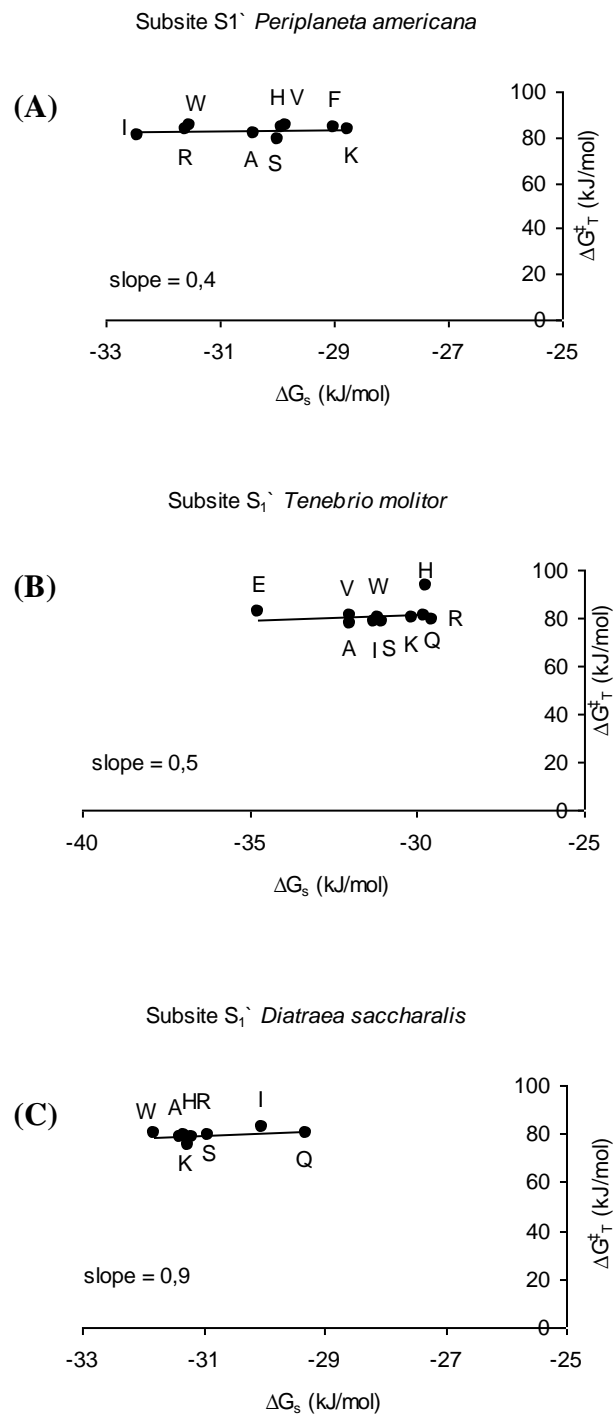 Subsite S1` Periplaneta americana
(A)
I
W
H V
F
R
A
S
K
100
80
60
40
20
0
ΔG‡T (kJ/mol)
slope = 0,4
-33 -31 -29 -27 -25
ΔGs (kJ/mol)
Subsite S1` Tenebrio molitor
(B)
E
V
W
H
R
A
I S
K
Q
100
80
60
40
20
0
ΔG‡T (kJ/mol)
slope = 0,5
-40 -35 -30 -25
ΔGs (kJ/mol)
Subsite S1` Diatraea saccharalis
(C)
W
A
HR
I
K
S
Q
100
80
60
40
20
0
ΔG‡T (kJ/mol)
slope = 0,9
-33 -31 -29 -27 -25
ΔGs (kJ/mol)